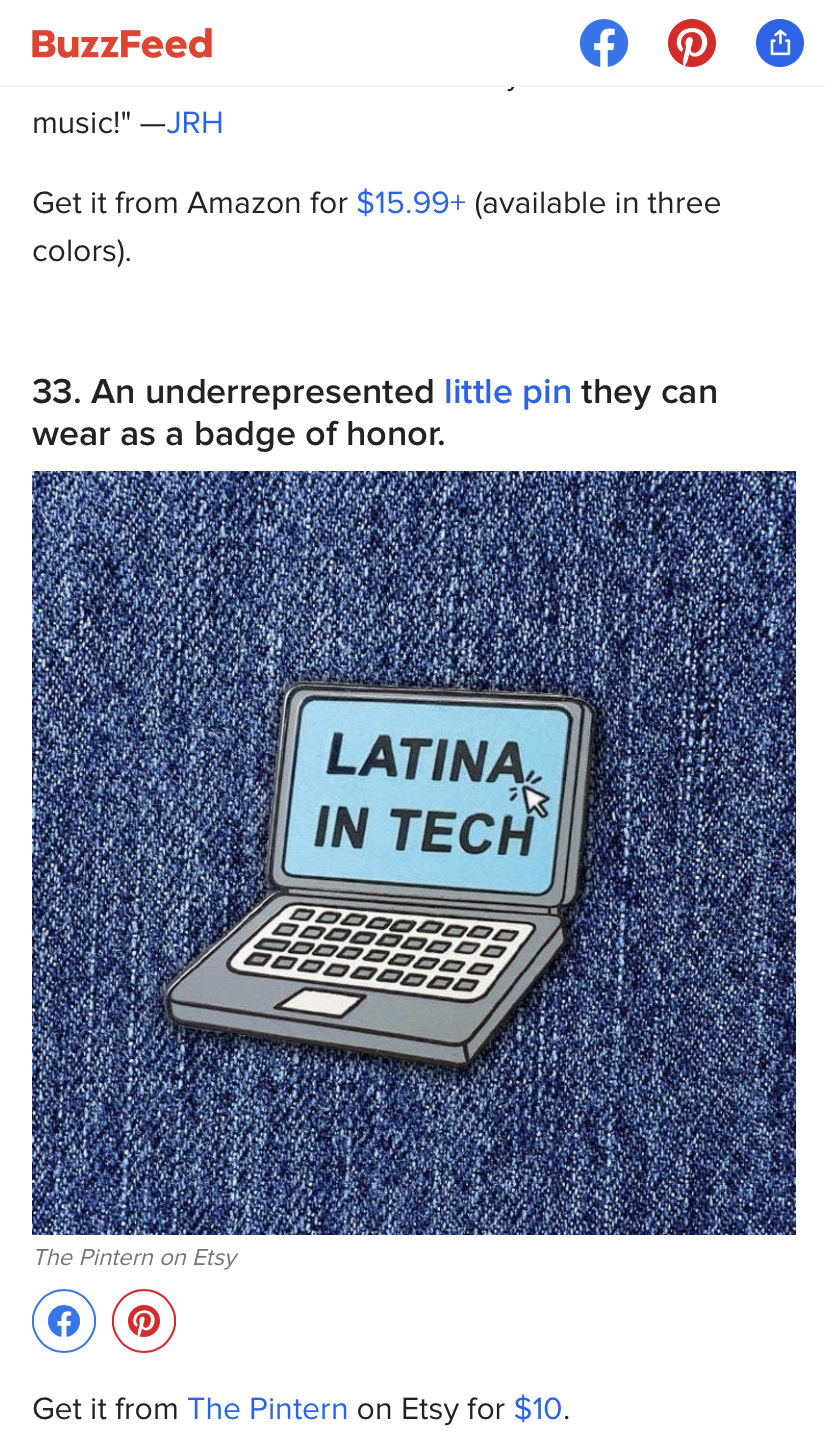 BuzzFeed
music!" —JRH
Get it from Amazon for $15.99+ (available in three
colors).
33. An underrepresented little pin they can
wear as a badge of honor.
LATINA
IN TECH
The Pintern on Etsy
Get it from The Pintern on Etsy for $10.